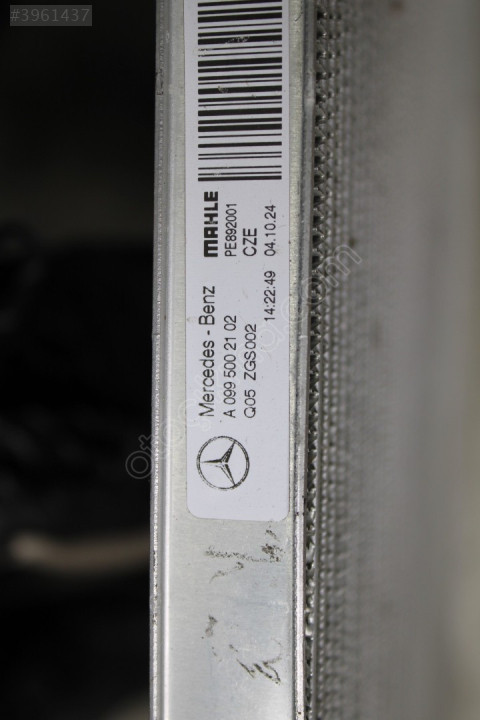 #3961437
Mercedes - Benz
A 099 500 21 02
Q05 ZGS002
MAHLE
PE892001
CZE
14:22:49 04.10.24